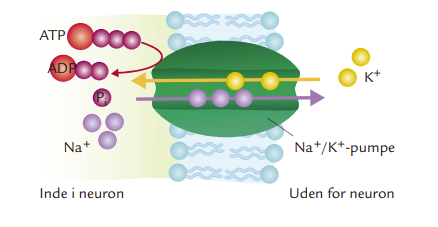 ATP
ADP
K⁺
Pᵢ
Na⁺
Na⁺/K⁺-pumpe
Inde i neuron
Uden for neuron